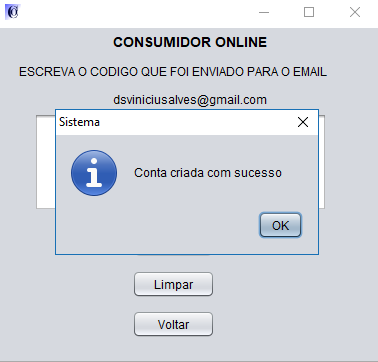 CONSUMIDOR ONLINE
ESCREVA O CODIGO QUE FOI ENVIADO PARA O EMAIL
dsviniciusalves@gmail.com
Sistema
Conta criada com sucesso
OK
Limpar
Voltar